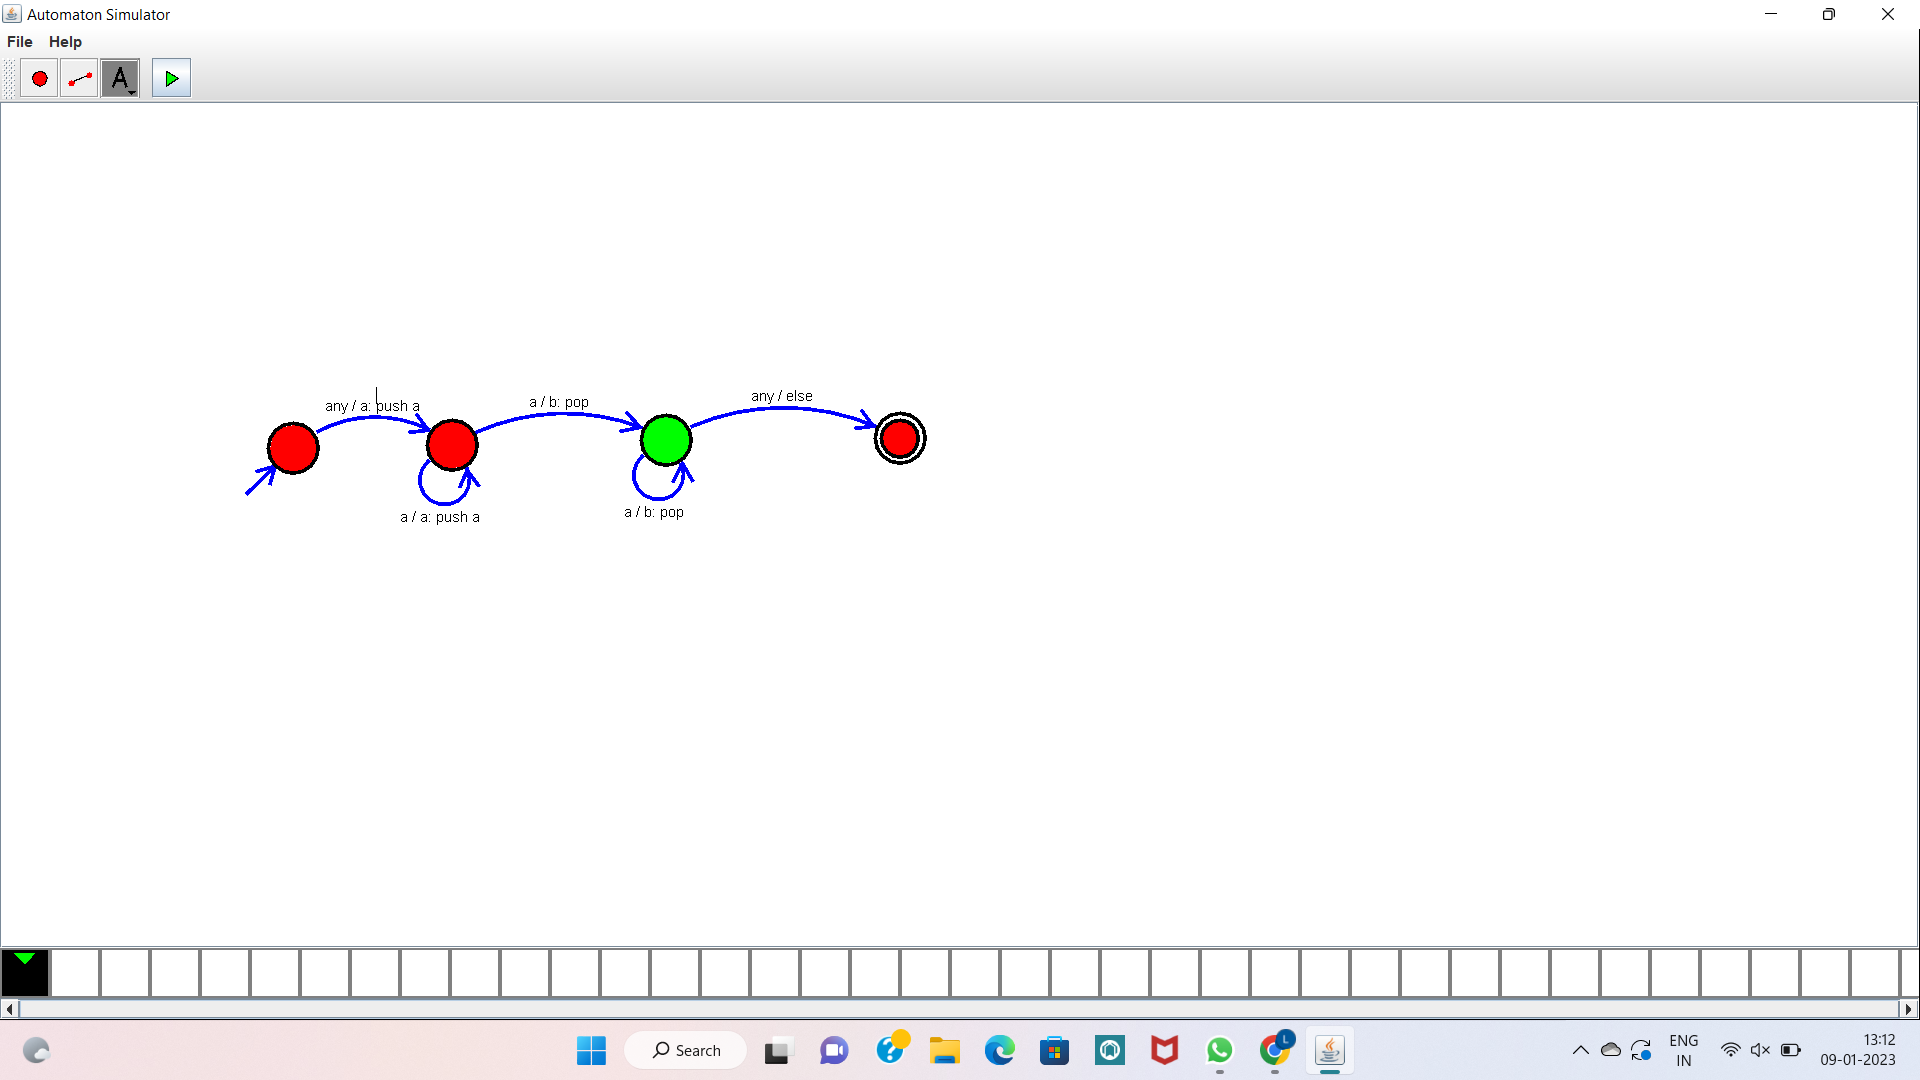 Automaton Simulator
File Help
A
any / else
a / b: pop
any / a: push a
a / b: pop
a / a: push a
Search
L
ENG
IN
13:12
09-01-2023